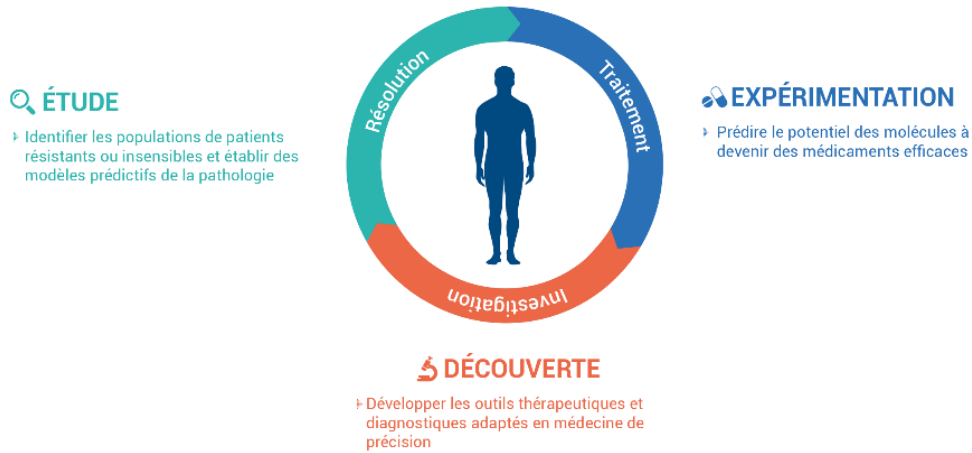 Résolution
Traitement
Investigation
ÉTUDE
Identifier les populations de patients
résistants ou insensibles et établir des
modèles prédictifs de la pathologie
EXPÉRIMENTATION
Prédire le potentiel des molécules à
devenir des médicaments efficaces
DÉCOUVERTE
Développer les outils thérapeutiques et
diagnostiques adaptés en médecine de
précision